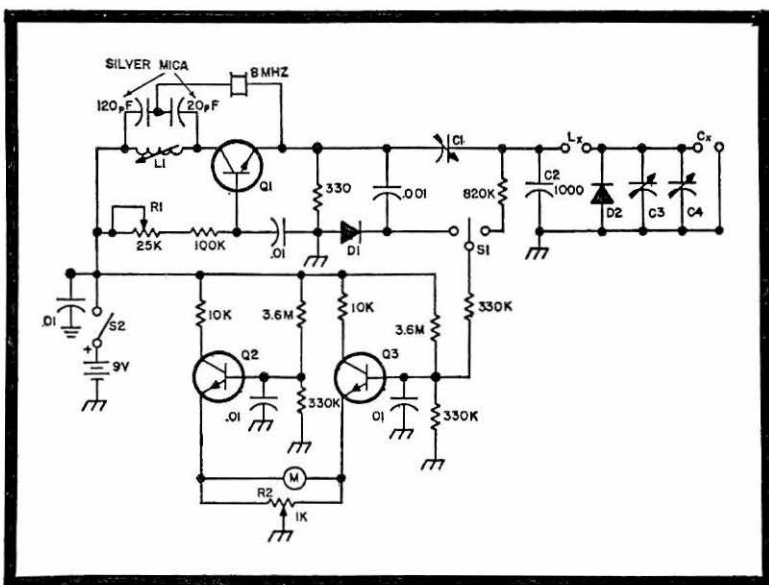 SILVER MICA
8MHZ
120pF
20pF
L1
Q1
C1
Lx
Cx
R1
25K
100K
.01
330
D1
.001
820K
C2
1000
D2
C3
C4
S1
.01
S2
+
9V
10K
3.6M
10K
3.6M
330K
Q2
Q3
.01
330K
.01
330K
M
R2
1K